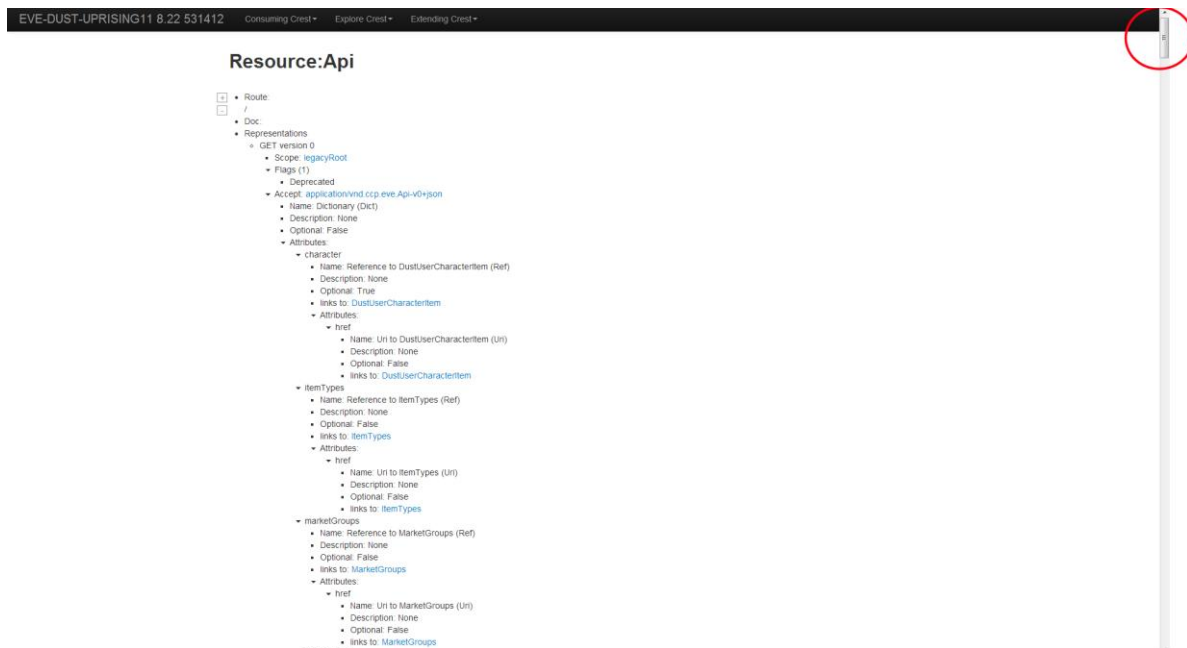 EVE-DUST-UPRISING11 8.22 531412 Consuming Crest Explore Crest Extending Crest
Resource:Api
Route:
/
Doc:
Representations
GET version 0
Scope: legacyRoot
Flags (1)
Deprecated
Accept: application/vnd.ccp.eve.Api-v0+json
Name: Dictionary (Dict)
Description: None
Optional: False
Attributes:
character
Name: Reference to DustUserCharacterItem (Ref)
Description: None
Optional: True
links to: DustUserCharacterItem
Attributes:
href
Name: Uri to DustUserCharacterItem (Uri)
Description: None
Optional: False
links to: DustUserCharacterItem
itemTypes
Name: Reference to ItemTypes (Ref)
Description: None
Optional: False
links to: ItemTypes
Attributes:
href
Name: Uri to ItemTypes (Uri)
Description: None
Optional: False
links to: ItemTypes
marketGroups
Name: Reference to MarketGroups (Ref)
Description: None
Optional: False
links to: MarketGroups
Attributes:
href
Name: Uri to MarketGroups (Uri)
Description: None
Optional: False
links to: MarketGroups